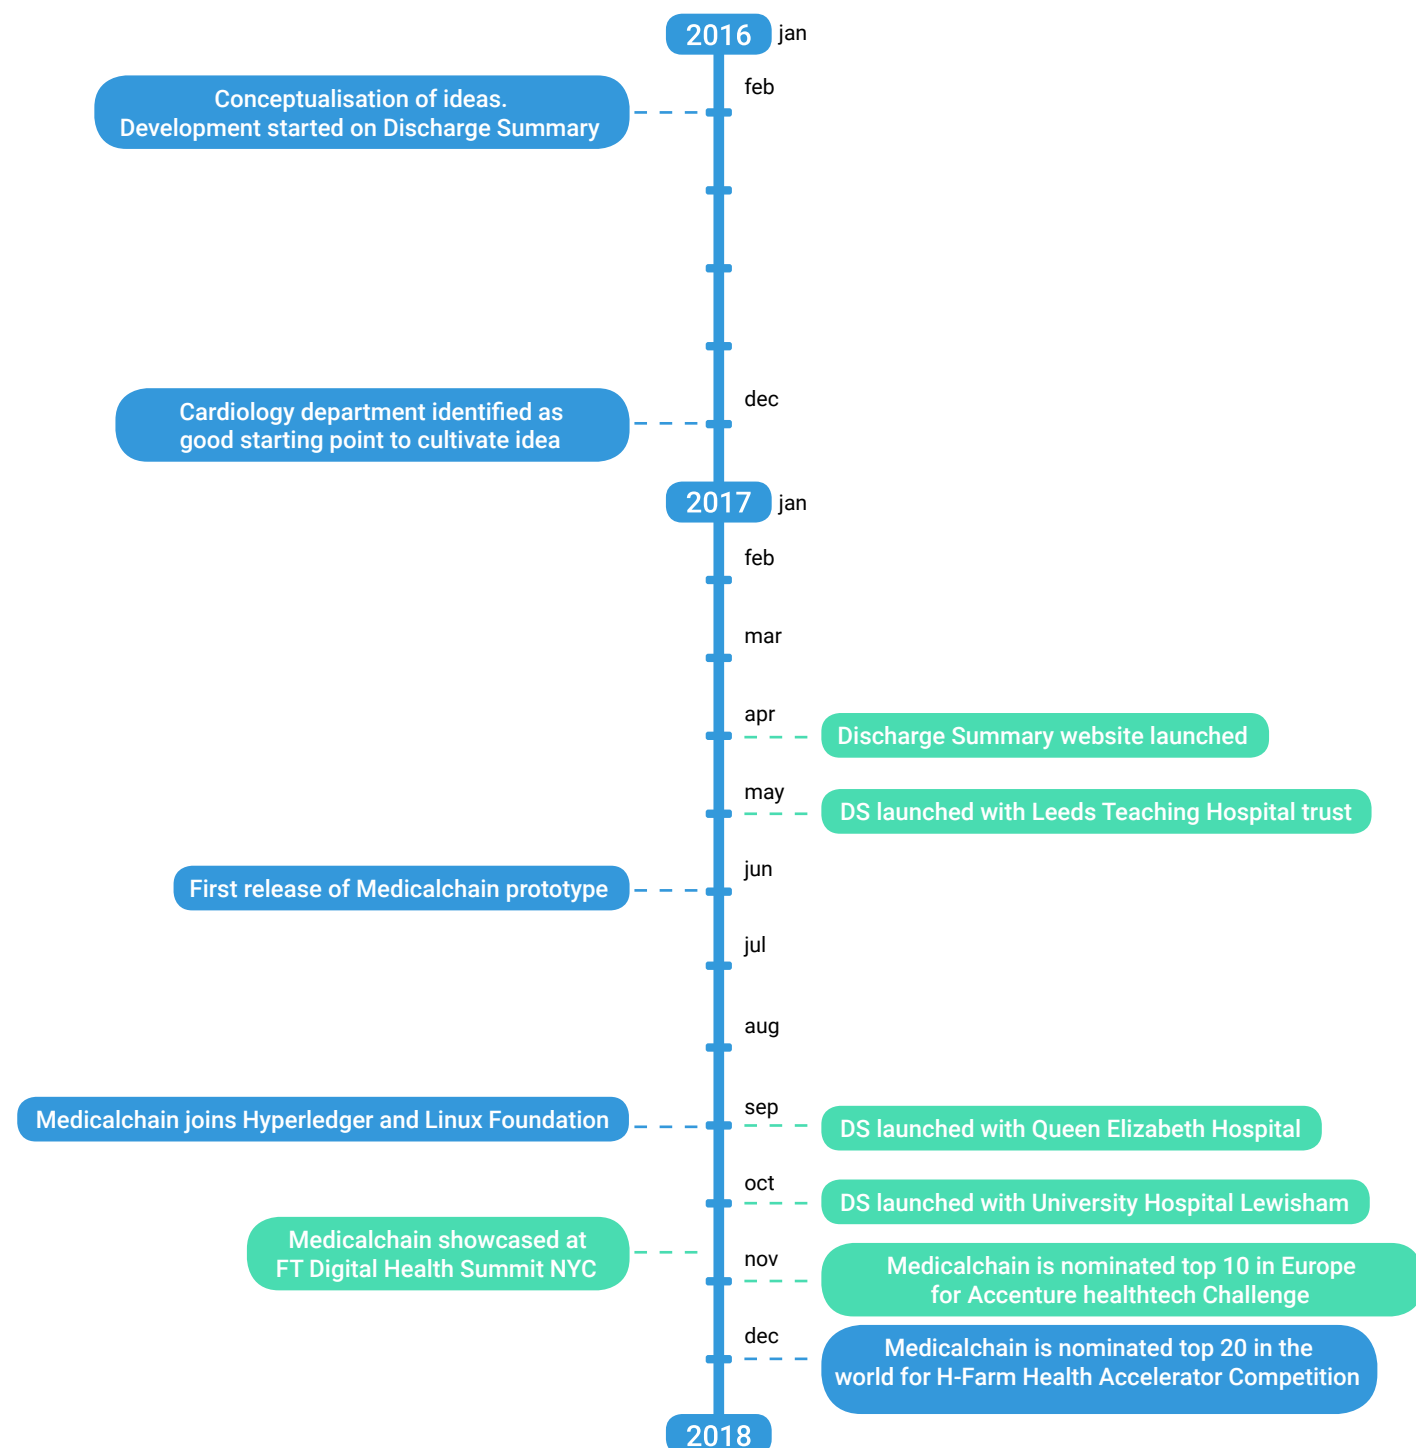 2016 jan
feb
Conceptualisation of ideas.
Development started on Discharge Summary
dec
Cardiology department identified as
good starting point to cultivate idea
2017 jan
feb
mar
apr
Discharge Summary website launched
may
DS launched with Leeds Teaching Hospital trust
jun
First release of Medicalchain prototype
jul
aug
sep
Medicalchain joins Hyperledger and Linux Foundation
DS launched with Queen Elizabeth Hospital
oct
DS launched with University Hospital Lewisham
Medicalchain showcased at
FT Digital Health Summit NYC
nov
Medicalchain is nominated top 10 in Europe
for Accenture healthtech Challenge
dec
Medicalchain is nominated top 20 in the
world for H-Farm Health Accelerator Competition
2018